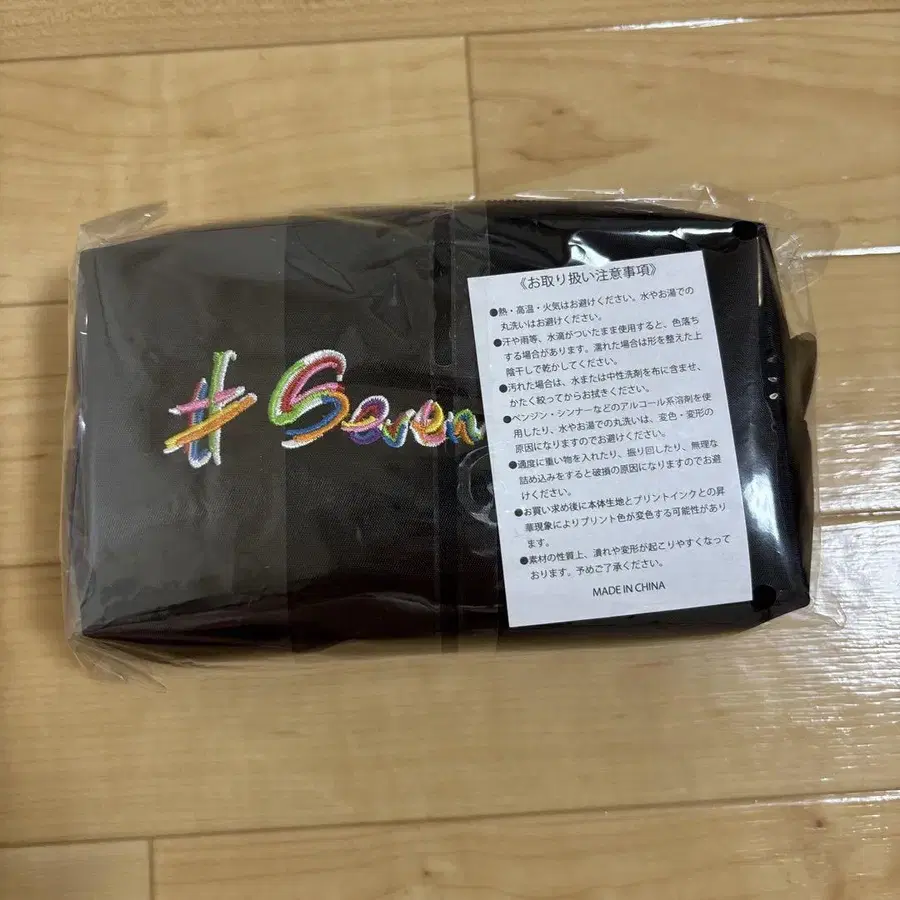 # Seven
《お取り扱い注意事項》
●熱・高温・火気はお避けください。水やお湯での
丸洗いはお避けください。
●汗や雨等、水滴がついたまま使用すると、色落ち
する場合があります。濡れた場合は形を整えた上
陰干しで乾かしてください。
●汚れた場合は、水または中性洗剤を布に含ませ、
かたく絞ってからお拭きください。
●ベンジン・シンナーなどのアルコール系溶剤を使
用したり、水やお湯での丸洗いは、変色・変形の
原因になりますのでお避けください。
●過度に重い物を入れたり、振り回したり、無理な
詰め込みをすると破損の原因になりますのでお避
けください。
●お買い求め後に本体生地とプリントインクとの昇
華現象によりプリント色が変色する可能性があり
ます。
●素材の性質上、潰れや変形が起こりやすくなって
おります。予めご了承ください。
MADE IN CHINA